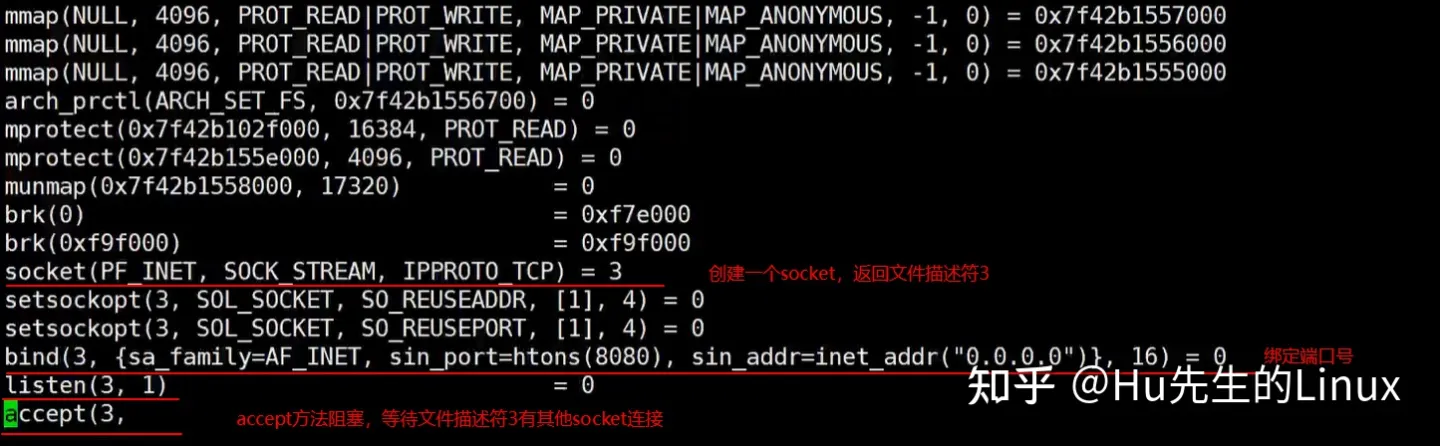 mmap(NULL, 4096, PROT_READ|PROT_WRITE, MAP_PRIVATE|MAP_ANONYMOUS, -1, 0) = 0x7f42b1557000
mmap(NULL, 4096, PROT_READ|PROT_WRITE, MAP_PRIVATE|MAP_ANONYMOUS, -1, 0) = 0x7f42b1556000
mmap(NULL, 4096, PROT_READ|PROT_WRITE, MAP_PRIVATE|MAP_ANONYMOUS, -1, 0) = 0x7f42b1555000
arch_prctl(ARCH_SET_FS, 0x7f42b1556700) = 0
mprotect(0x7f42b102f000, 16384, PROT_READ) = 0
mprotect(0x7f42b155e000, 4096, PROT_READ) = 0
munmap(0x7f42b1558000, 17320) = 0
brk(0) = 0xf7e000
brk(0xf9f000) = 0xf9f000
socket(PF_INET, SOCK_STREAM, IPPROTO_TCP) = 3 创建一个socket，返回文件描述符3
setsockopt(3, SOL_SOCKET, SO_REUSEADDR, [1], 4) = 0
setsockopt(3, SOL_SOCKET, SO_REUSEPORT, [1], 4) = 0
bind(3, {sa_family=AF_INET, sin_port=htons(8080), sin_addr=inet_addr("0.0.0.0")}, 16) = 0 绑定端口号
listen(3, 1) = 0
accept(3, accept方法阻塞，等待文件描述符3有其他socket连接
知乎 @Hu先生的Linux